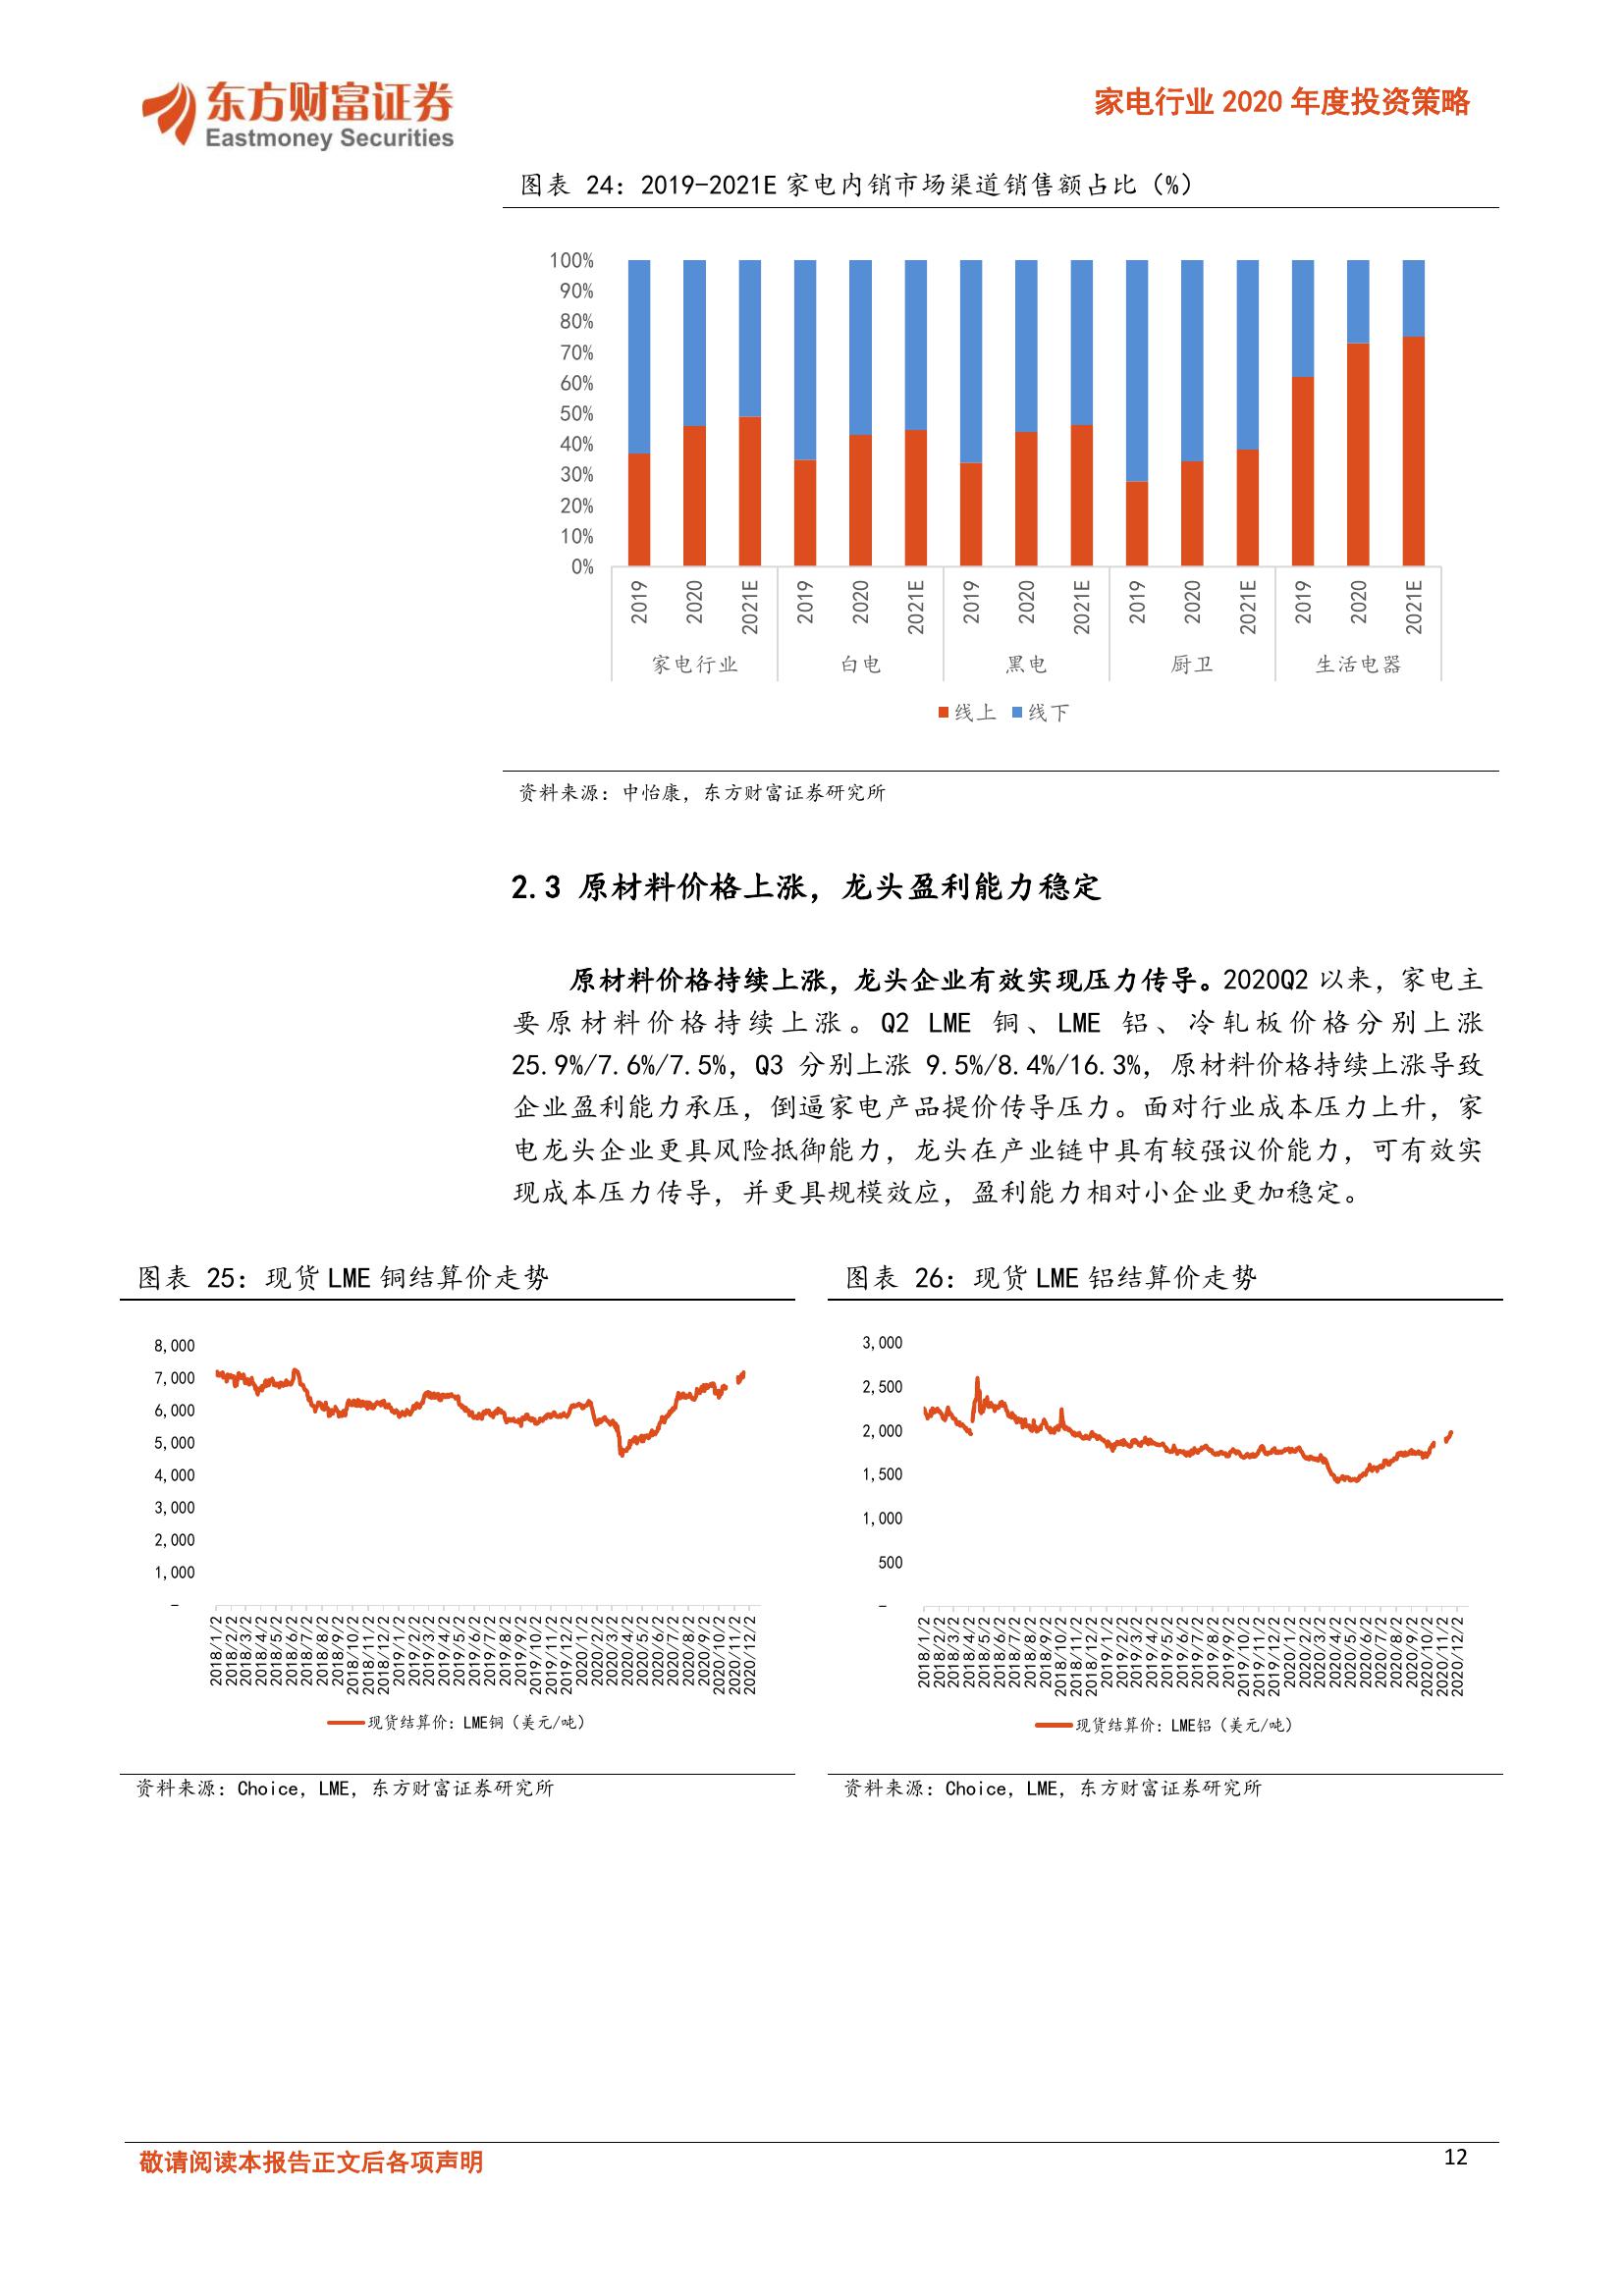 东方财富证券
Eastmoney Securities
家电行业 2020 年度投资策略
图表 24：2019-2021E 家电内销市场渠道销售额占比（%）
100%
90%
80%
70%
60%
50%
40%
30%
20%
10%
0%
2019 2020 2021E 2019 2020 2021E 2019 2020 2021E 2019 2020 2021E 2019 2020 2021E
家电行业 白电 黑电 厨卫 生活电器
线上 线下
资料来源：中怡康，东方财富证券研究所
2.3 原材料价格上涨，龙头盈利能力稳定
原材料价格持续上涨，龙头企业有效实现压力传导。2020Q2 以来，家电主
要原材料价格持续上涨。Q2 LME 铜、LME 铝、冷轧板价格分别上涨
25.9%/7.6%/7.5%，Q3 分别上涨 9.5%/8.4%/16.3%，原材料价格持续上涨导致
企业盈利能力承压，倒逼家电产品提价传导压力。面对行业成本压力上升，家
电龙头企业更具风险抵御能力，龙头在产业链中具有较强议价能力，可有效实
现成本压力传导，并更具规模效应，盈利能力相对小企业更加稳定。
图表 25：现货 LME 铜结算价走势
8,000
7,000
6,000
5,000
4,000
3,000
2,000
1,000
-
2018/1/2 2018/2/2 2018/3/2 2018/4/2 2018/5/2 2018/6/2 2018/7/2 2018/8/2 2018/9/2 2018/10/2 2018/11/2 2018/12/2 2019/1/2 2019/2/2 2019/3/2 2019/4/2 2019/5/2 2019/6/2 2019/7/2 2019/8/2 2019/9/2 2019/10/2 2019/11/2 2019/12/2 2020/1/2 2020/2/2 2020/3/2 2020/4/2 2020/5/2 2020/6/2 2020/7/2 2020/8/2 2020/9/2 2020/10/2 2020/11/2 2020/12/2
现货结算价：LME铜（美元/吨）
资料来源：Choice，LME，东方财富证券研究所
图表 26：现货 LME 铝结算价走势
3,000
2,500
2,000
1,500
1,000
500
-
2018/1/2 2018/2/2 2018/3/2 2018/4/2 2018/5/2 2018/6/2 2018/7/2 2018/8/2 2018/9/2 2018/10/2 2018/11/2 2018/12/2 2019/1/2 2019/2/2 2019/3/2 2019/4/2 2019/5/2 2019/6/2 2019/7/2 2019/8/2 2019/9/2 2019/10/2 2019/11/2 2019/12/2 2020/1/2 2020/2/2 2020/3/2 2020/4/2 2020/5/2 2020/6/2 2020/7/2 2020/8/2 2020/9/2 2020/10/2 2020/11/2 2020/12/2
现货结算价：LME铝（美元/吨）
资料来源：Choice，LME，东方财富证券研究所
敬请阅读本报告正文后各项声明
12